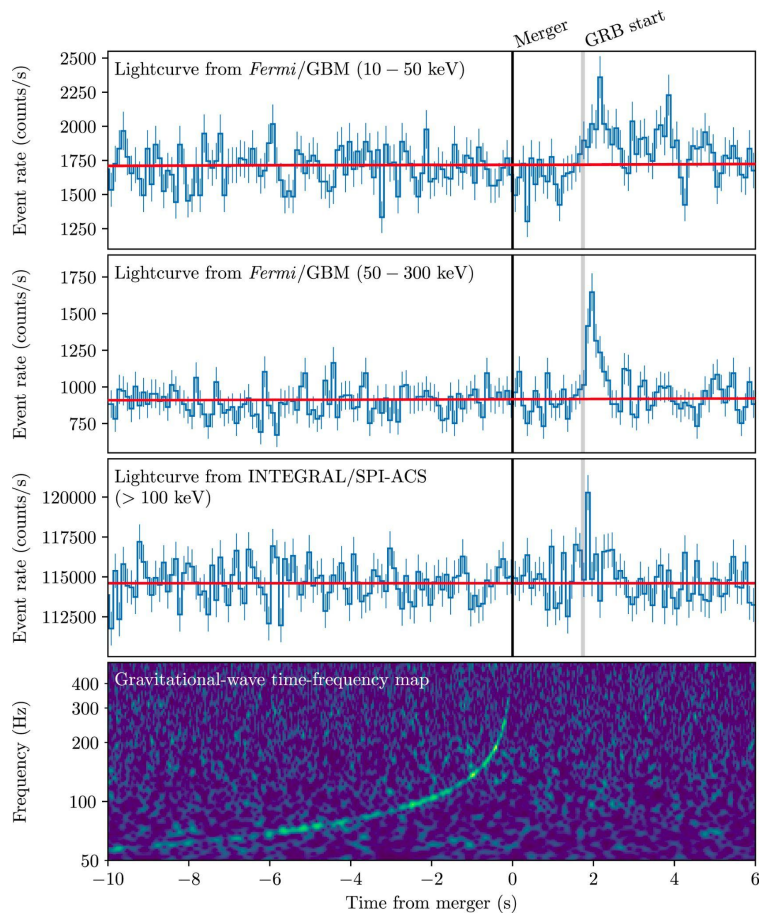 Merger
GRB start
Lightcurve from Fermi/GBM (10 − 50 keV)
Event rate (counts/s)
2500
2250
2000
1750
1500
1250
Lightcurve from Fermi/GBM (50 − 300 keV)
Event rate (counts/s)
1750
1500
1250
1000
750
Lightcurve from INTEGRAL/SPI-ACS
(> 100 keV)
Event rate (counts/s)
120000
117500
115000
112500
Gravitational-wave time-frequency map
Frequency (Hz)
400
300
200
100
50
−10 −8 −6 −4 −2 0 2 4 6
Time from merger (s)